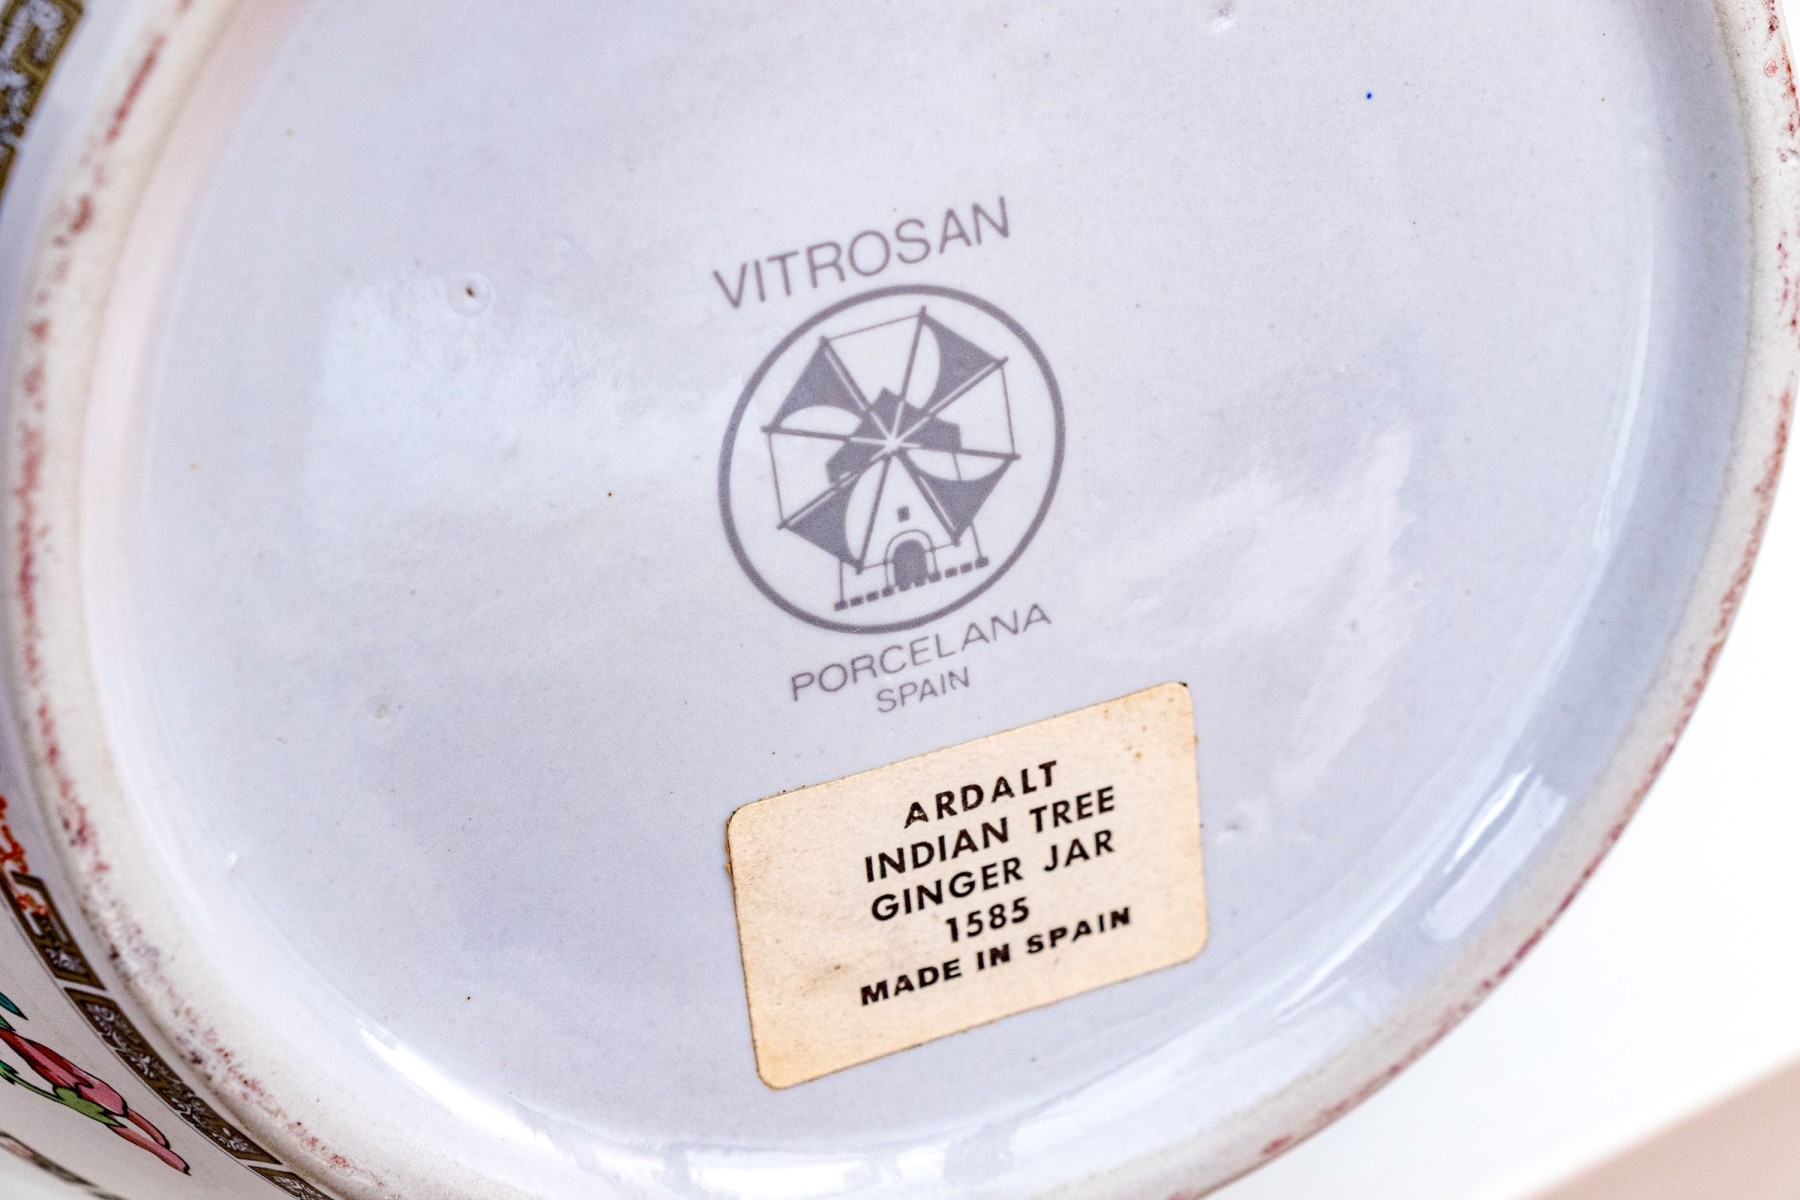 VITROSAN
PORCELANA
SPAIN
ARDALT
INDIAN TREE
GINGER JAR
1585
MADE IN SPAIN